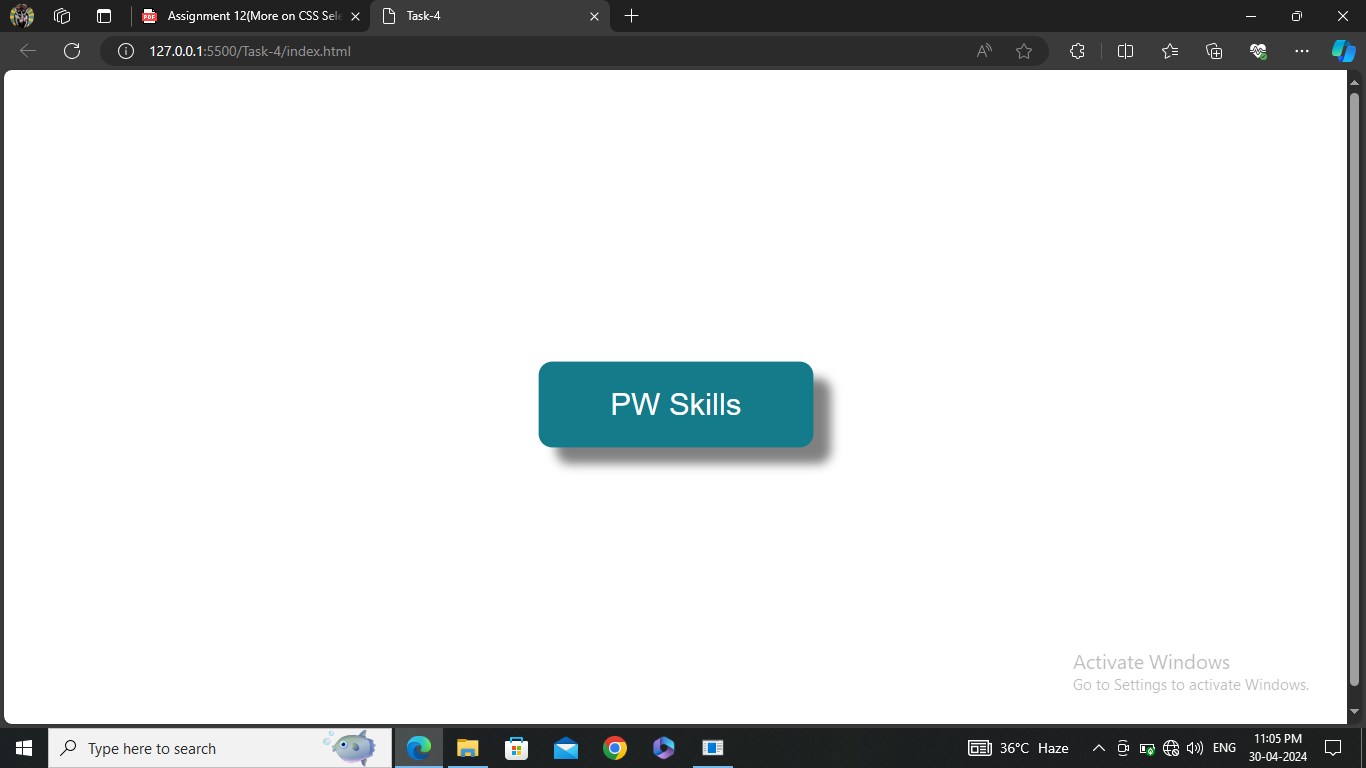 PDF
Assignment 12(More on CSS Sele
Task-4
127.0.0.1:5500/Task-4/index.html
PW Skills
Activate Windows
Go to Settings to activate Windows.
Type here to search
36°C Haze
ENG
11:05 PM
30-04-2024